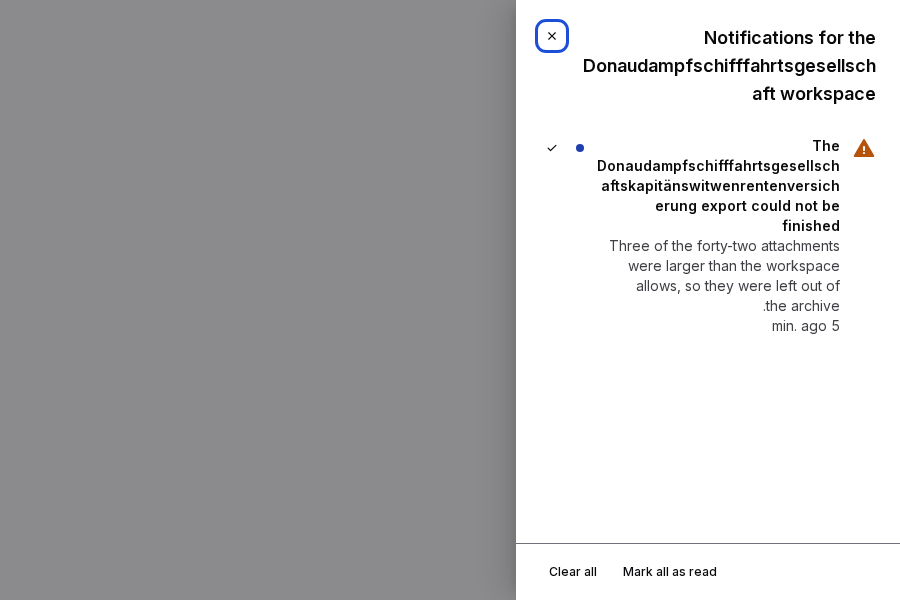 Notifications for the
Donaudampfschifffahrtsgesellsch
aft workspace
The
Donaudampfschifffahrtsgesellsch
aftskapitänswitwenrentenversich
erung export could not be
finished
Three of the forty-two attachments
were larger than the workspace
allows, so they were left out of
.the archive
min. ago 5
Clear all
Mark all as read